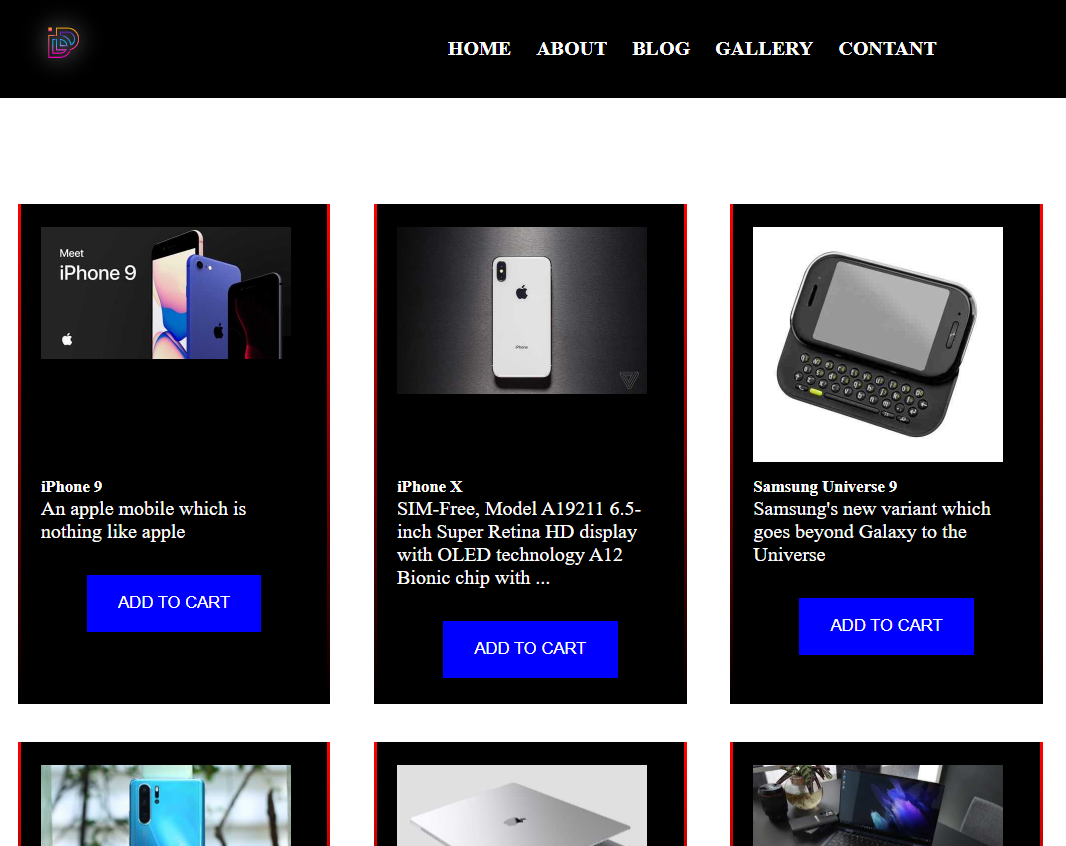 HOME ABOUT BLOG GALLERY CONTANT
Meet
iPhone 9
iPhone
iPhone 9
An apple mobile which is
nothing like apple
ADD TO CART
iPhone X
SIM-Free, Model A19211 6.5-
inch Super Retina HD display
with OLED technology A12
Bionic chip with ...
ADD TO CART
Samsung Universe 9
Samsung's new variant which
goes beyond Galaxy to the
Universe
ADD TO CART